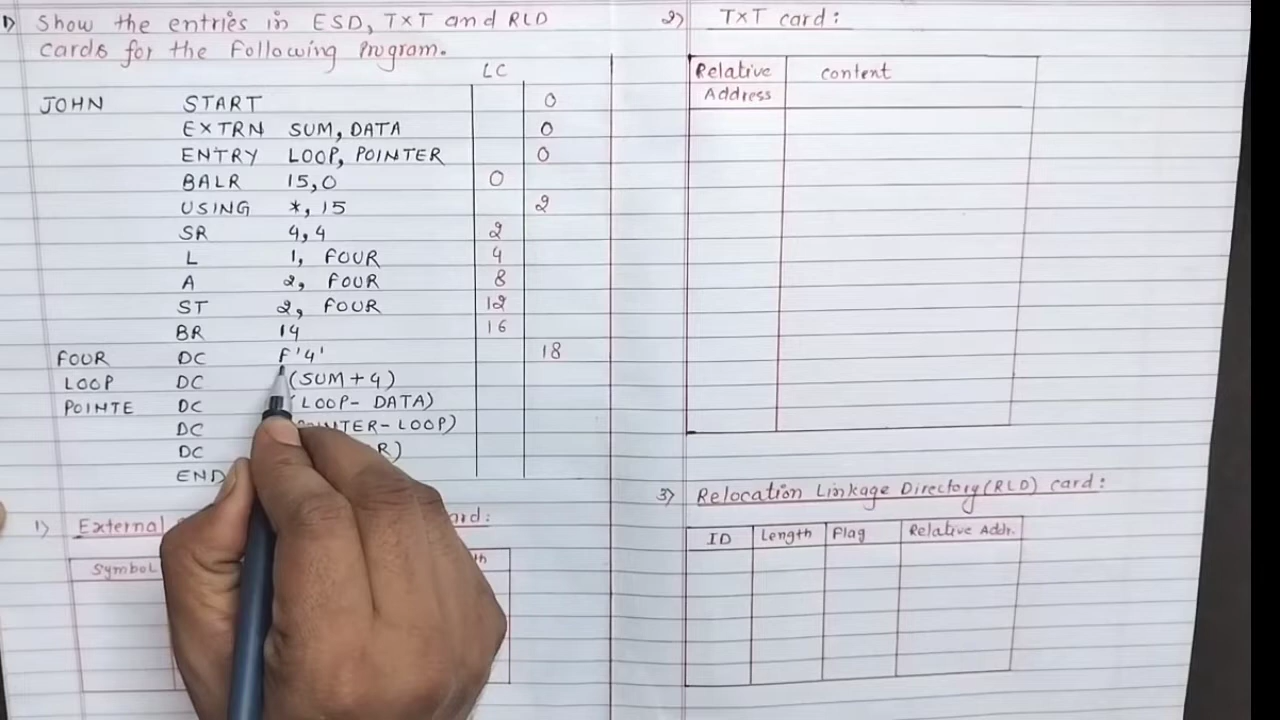 1) Show the entries in ESD, TXT and RLD
cards for the Following Program.
LC
JOHN START 0
EXTRN SUM, DATA 0
ENTRY LOOP, POINTER 0
BALR 15,0 0
USING *, 15 2
SR 4,4 2
L 1, FOUR 4
A 2, FOUR 8
ST 2, FOUR 12
BR 14 16
FOUR DC F'4' 18
LOOP DC (SUM + 4)
POINTE DC (LOOP - DATA)
DC INTER - LOOP)
DC R)
END
1) External ard:
Symbol th
2) TXT card:
Relative Address content
3) Relocation Linkage Directory (RLD) card:
ID Length Flag Relative Addr.